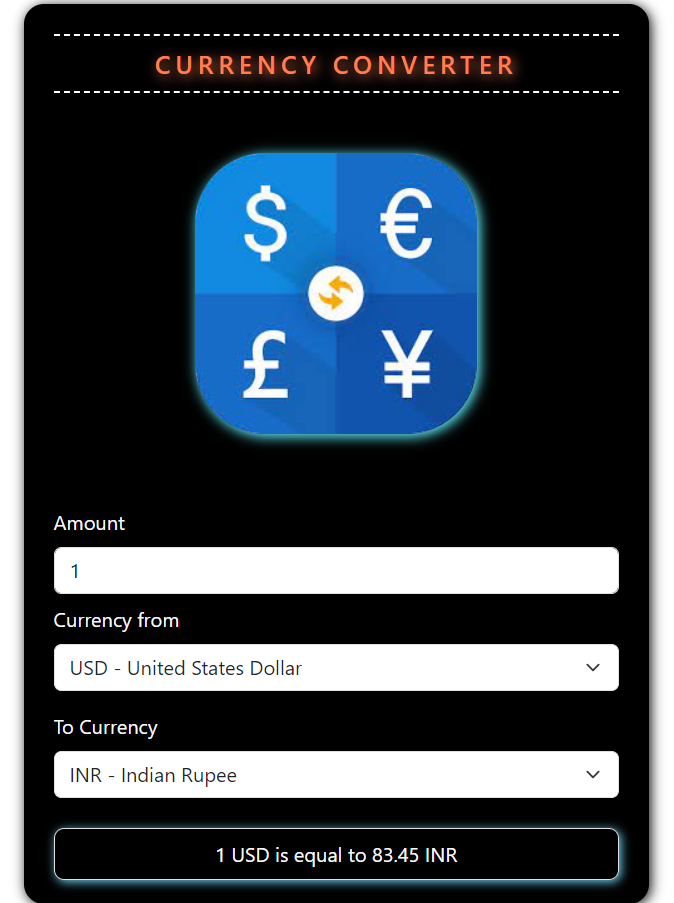 CURRENCY CONVERTER
$ €
£ ¥
Amount
1
Currency from
USD - United States Dollar
To Currency
INR - Indian Rupee
1 USD is equal to 83.45 INR